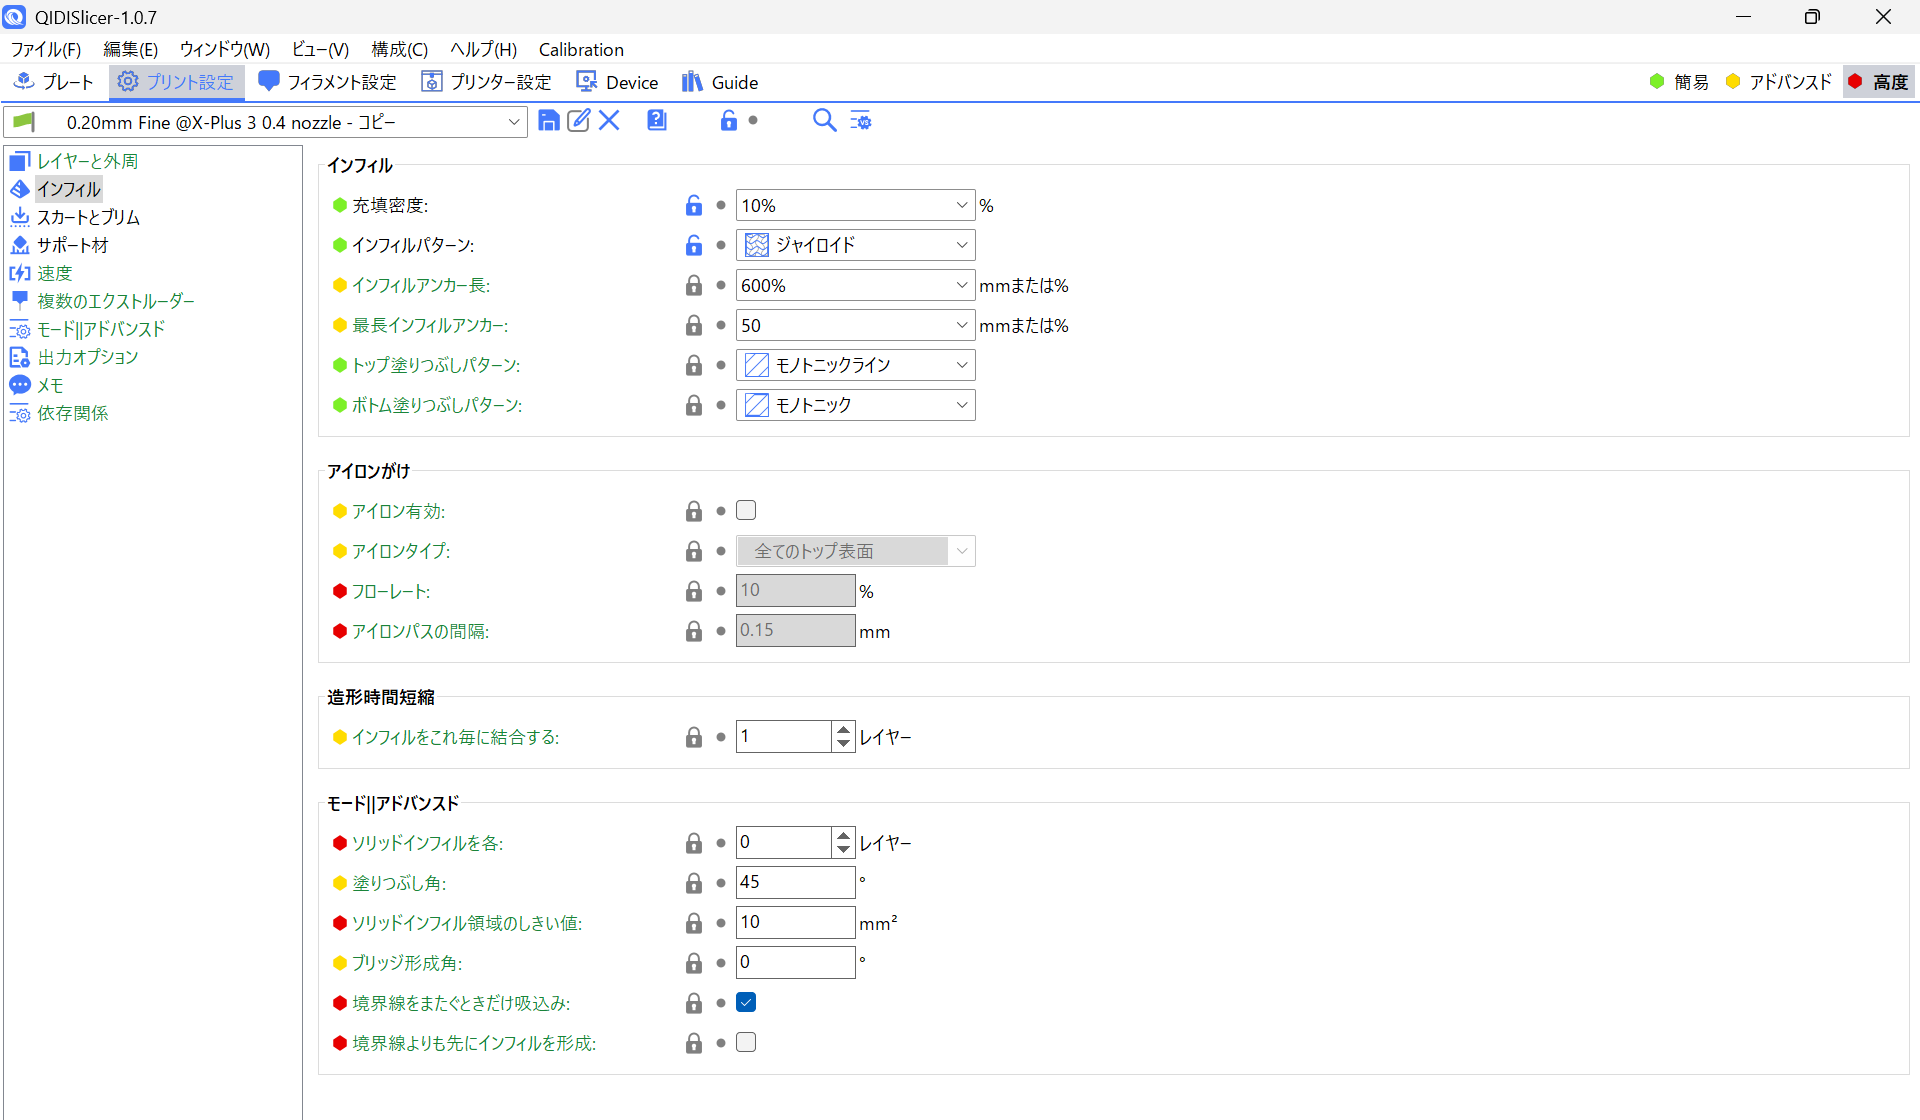 QIDISlicer-1.0.7
ファイル(F) 編集(E) ウィンドウ(W) ビュー(V) 構成(C) ヘルプ(H) Calibration
プレート プリント設定 フィラメント設定 プリンター設定 Device Guide 簡易 アドバンスド 高度
0.20mm Fine @X-Plus 3 0.4 nozzle - コピー
レイヤーと外周
インフィル
スカートとブリム
サポート材
速度
複数のエクストルーダー
モード||アドバンスド
出力オプション
メモ
依存関係
インフィル
充填密度: 10% %
インフィルパターン: ジャイロイド
インフィルアンカー長: 600% mmまたは%
最長インフィルアンカー: 50 mmまたは%
トップ塗りつぶしパターン: モノトニックライン
ボトム塗りつぶしパターン: モノトニック
アイロンがけ
アイロン有効:
アイロンタイプ: 全てのトップ表面
フローレート: 10 %
アイロンパスの間隔: 0.15 mm
造形時間短縮
インフィルをこれ毎に結合する: 1 レイヤー
モード||アドバンスド
ソリッドインフィルを各: 0 レイヤー
塗りつぶし角: 45 °
ソリッドインフィル領域のしきい値: 10 mm²
ブリッジ形成角: 0 °
境界線をまたぐときだけ吸込み:
境界線よりも先にインフィルを形成: